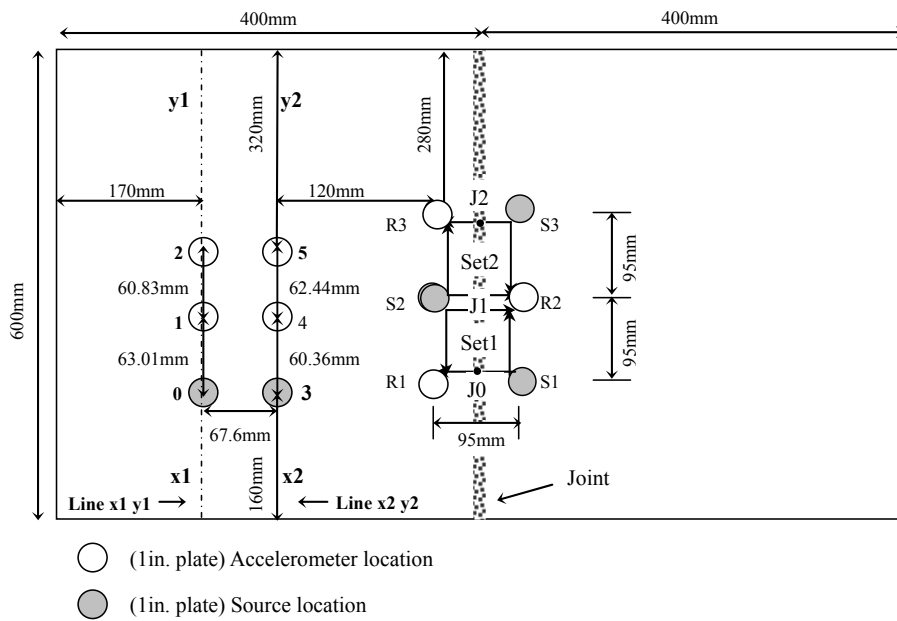 400mm 400mm
y1 y2
320mm
280mm
170mm 120mm
J2
R3 S3
2 5
Set2
60.83mm 62.44mm
95mm
600mm
S2 J1 R2
1 4
Set1
63.01mm 60.36mm
95mm
0 3
R1 J0 S1
67.6mm
95mm
x1 x2
160mm
Joint
Line x1 y1 Line x2 y2
(1in. plate) Accelerometer location
(1in. plate) Source location